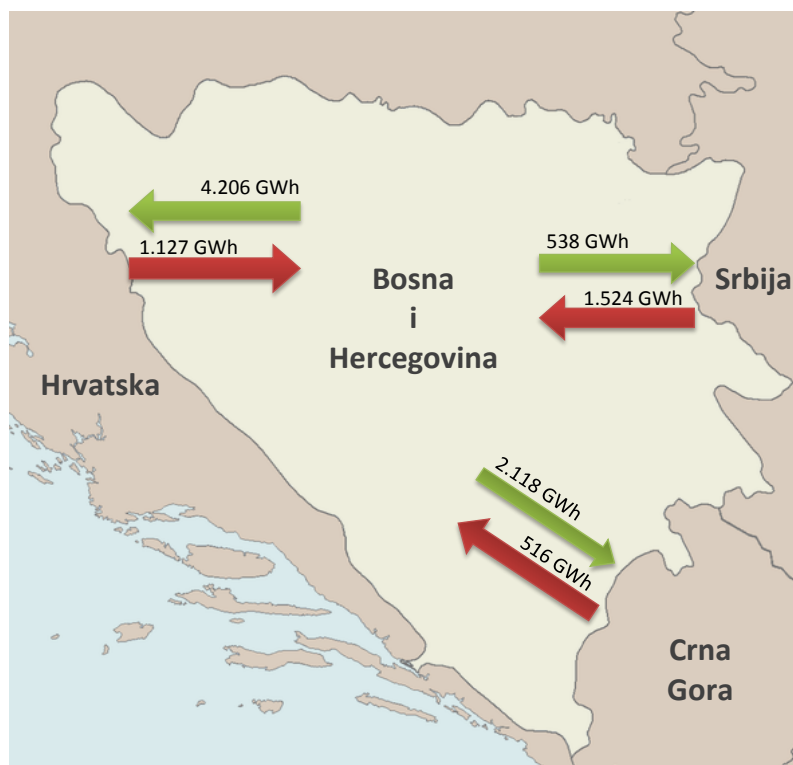 4.206 GWh
1.127 GWh
538 GWh
1.524 GWh
Bosna
i
Hercegovina
Srbija
Hrvatska
2.118 GWh
516 GWh
Crna
Gora